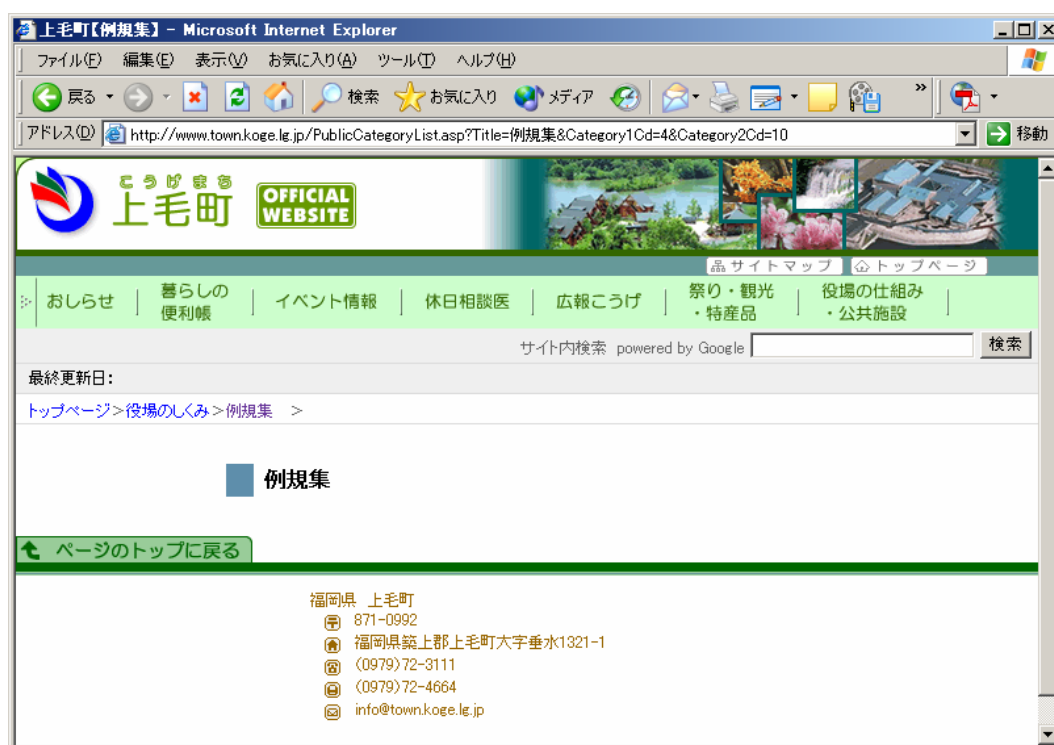 上毛町【例規集】 - Microsoft Internet Explorer
ファイル(F) 編集(E) 表示(V) お気に入り(A) ツール(T) ヘルプ(H)
戻る 検索 お気に入り メディア »
アドレス(D) http://www.town.koge.lg.jp/PublicCategoryList.asp?Title=例規集&Category1Cd=4&Category2Cd=10 移動
こうげまち
上毛町 OFFICIAL WEBSITE
サイトマップ トップページ
おしらせ 暮らしの便利帳 イベント情報 休日相談医 広報こうげ 祭り・観光・特産品 役場の仕組み・公共施設
サイト内検索 powered by Google 検索
最終更新日:
トップページ>役場のしくみ>例規集 >
例規集
ページのトップに戻る
福岡県 上毛町
871-0992
福岡県築上郡上毛町大字垂水1321-1
(0979)72-3111
(0979)72-4664
info@town.koge.lg.jp